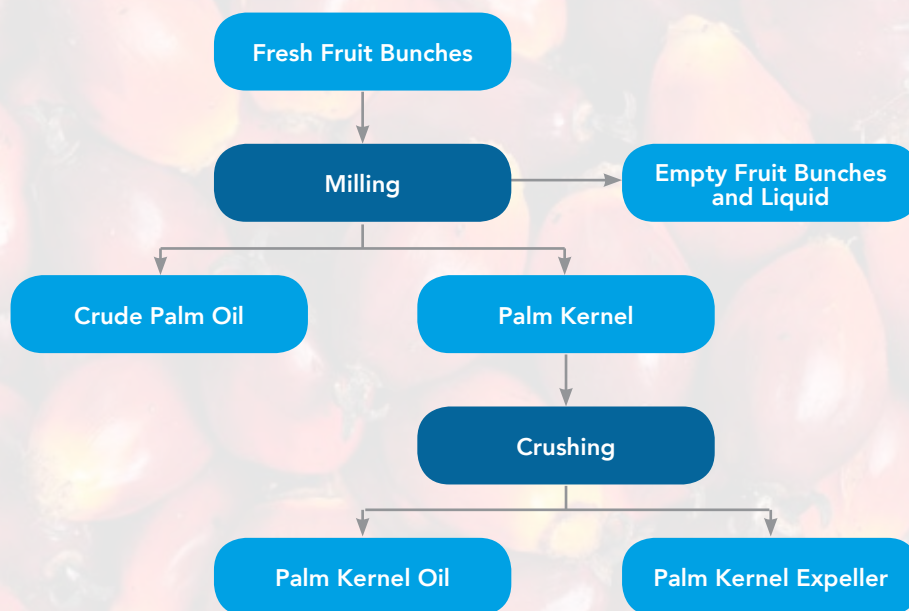 Fresh Fruit Bunches
Milling
Empty Fruit Bunches
and Liquid
Crude Palm Oil
Palm Kernel
Crushing
Palm Kernel Oil
Palm Kernel Expeller